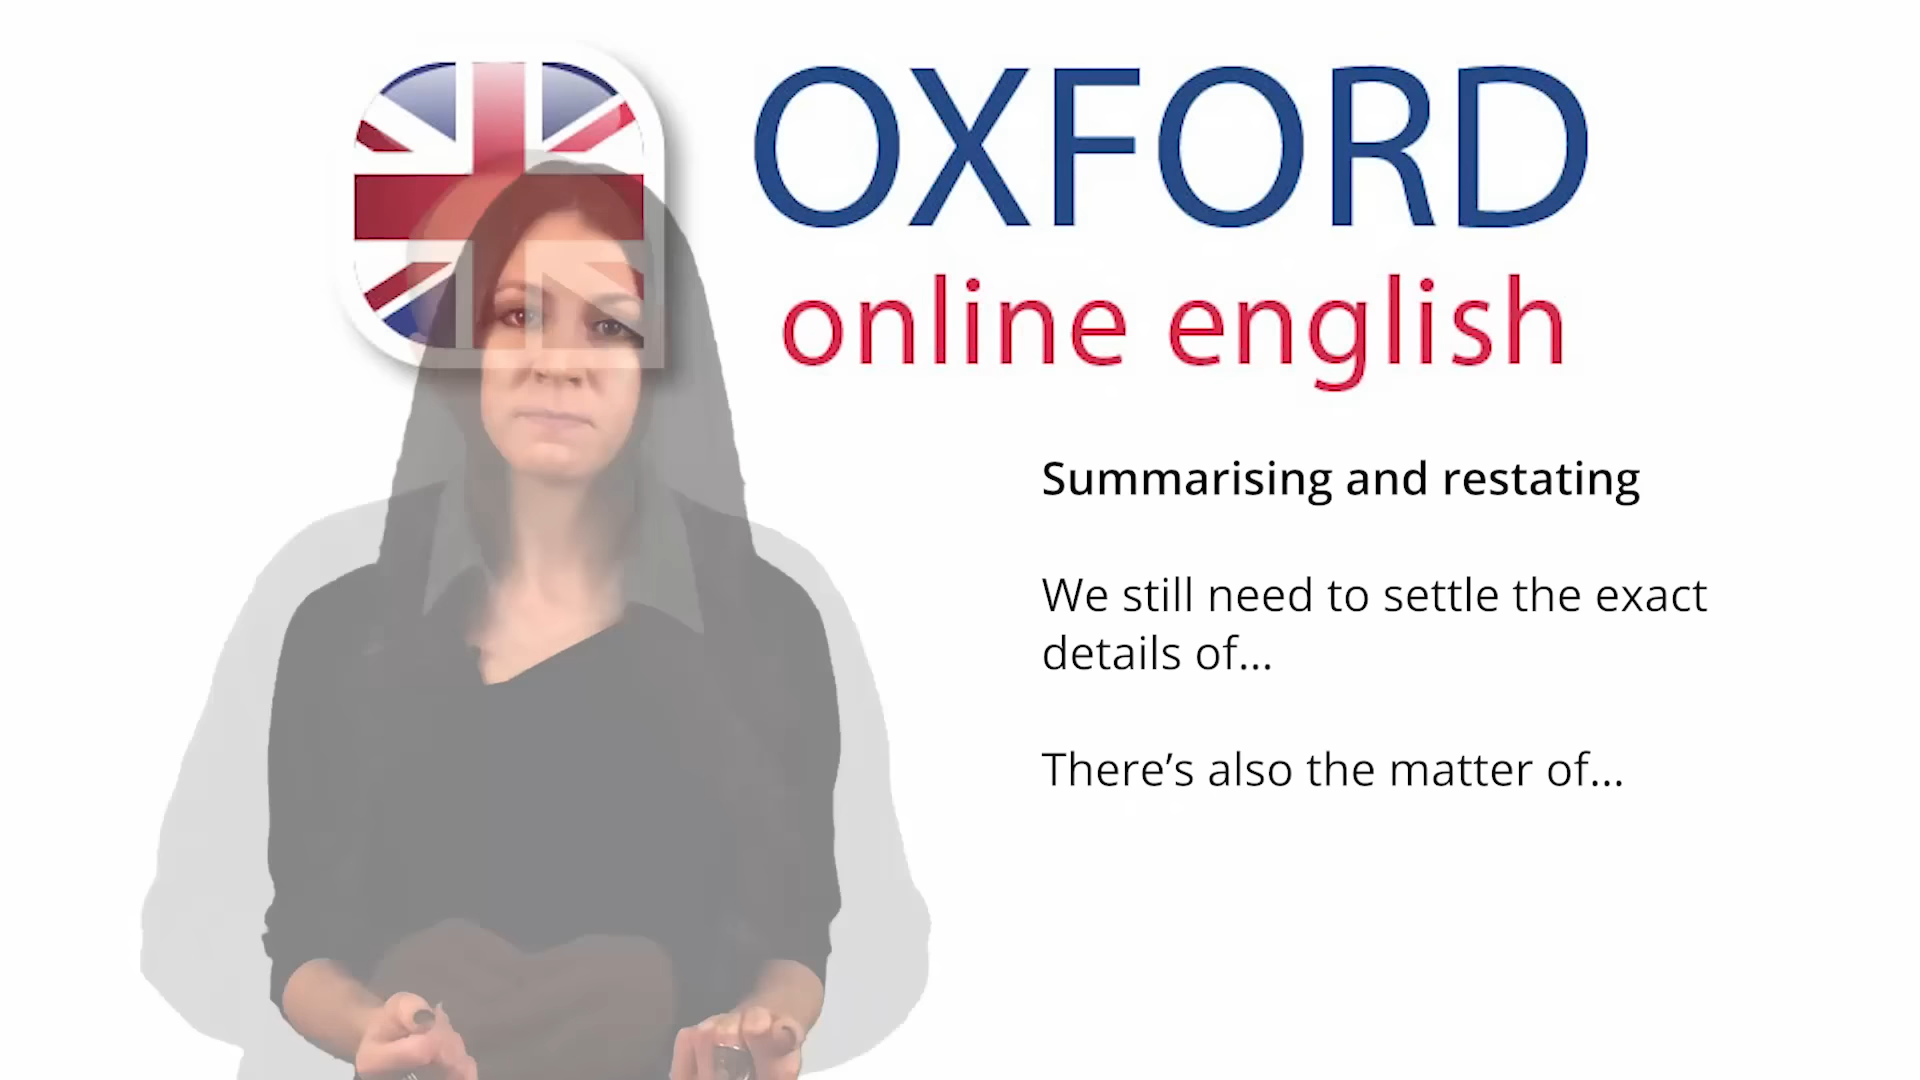 OXFORD
online english
Summarising and restating
We still need to settle the exact
details of...
There’s also the matter of...